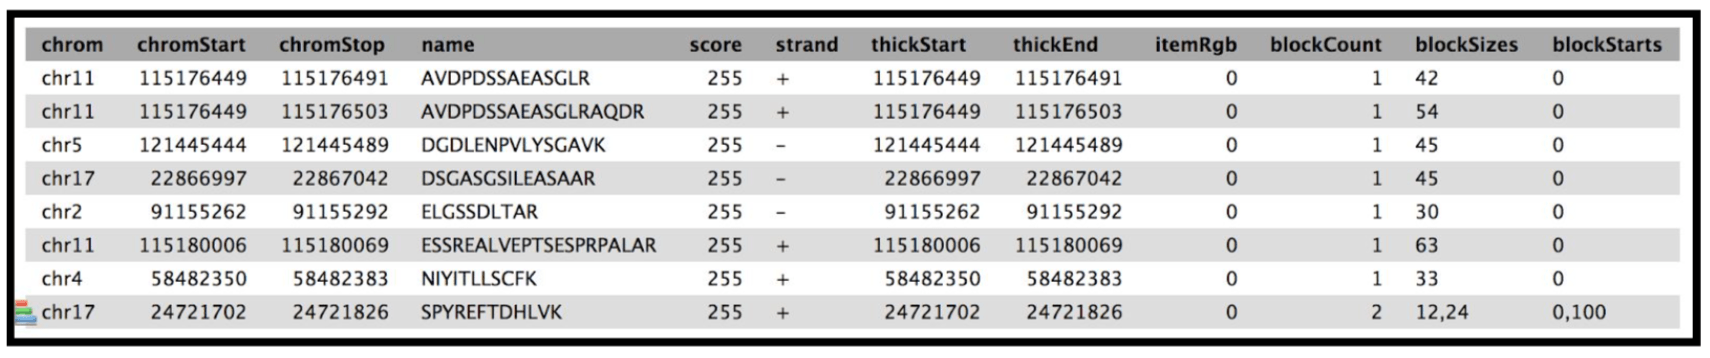 chrom chromStart chromStop name score strand thickStart thickEnd itemRgb blockCount blockSizes blockStarts
chr11 115176449 115176491 AVDPDSSAEASGLR 255 + 115176449 115176491 0 1 42 0
chr11 115176449 115176503 AVDPDSSAEASGLRAQDR 255 + 115176449 115176503 0 1 54 0
chr5 121445444 121445489 DGDLENPVLYSGAVK 255 – 121445444 121445489 0 1 45 0
chr17 22866997 22867042 DSGASGSILEASAAR 255 – 22866997 22867042 0 1 45 0
chr2 91155262 91155292 ELGSSDLTAR 255 – 91155262 91155292 0 1 30 0
chr11 115180006 115180069 ESSREALVEPTSESPRPALAR 255 + 115180006 115180069 0 1 63 0
chr4 58482350 58482383 NIYITLLSCFK 255 + 58482350 58482383 0 1 33 0
chr17 24721702 24721826 SPYREFTDHLVK 255 + 24721702 24721826 0 2 12,24 0,100